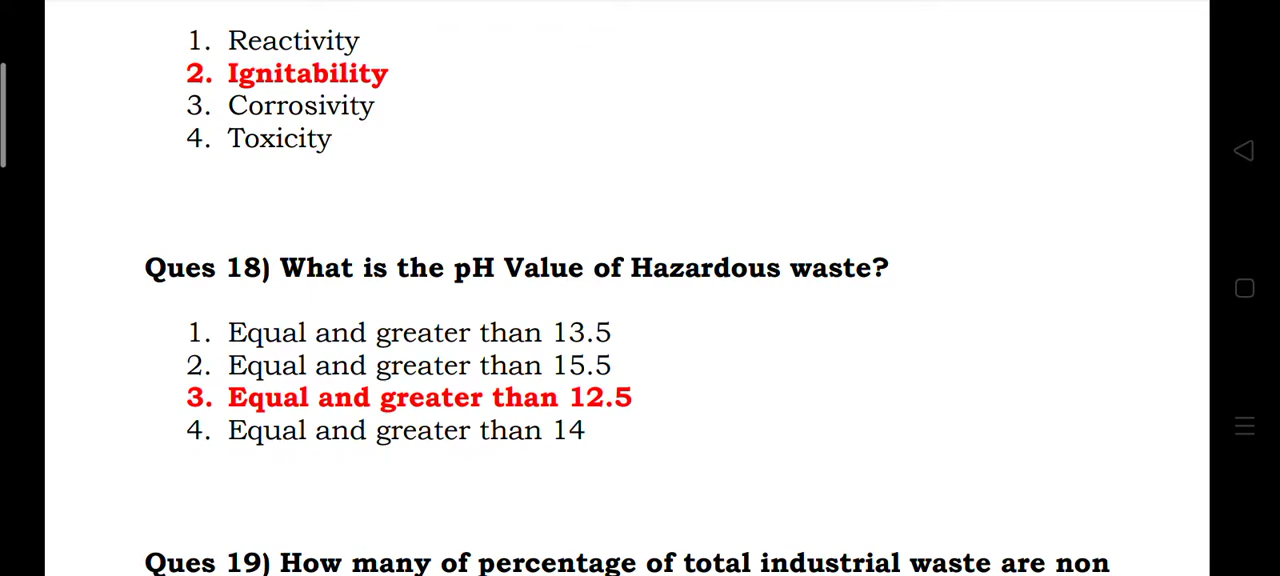 1. Reactivity
2. Ignitability
3. Corrosivity
4. Toxicity
Ques 18) What is the pH Value of Hazardous waste?
1. Equal and greater than 13.5
2. Equal and greater than 15.5
3. Equal and greater than 12.5
4. Equal and greater than 14
Ques 19) How many of percentage of total industrial waste are non